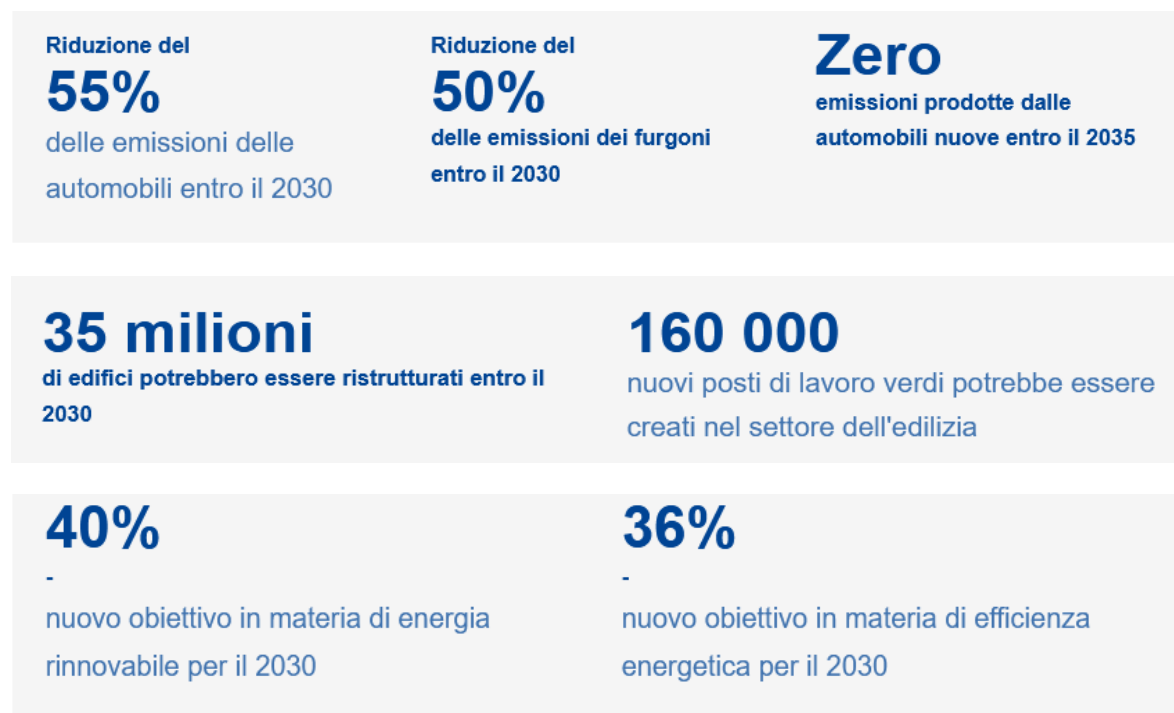 Riduzione del
55%
delle emissioni delle
automobili entro il 2030
Riduzione del
50%
delle emissioni dei furgoni
entro il 2030
Zero
emissioni prodotte dalle
automobili nuove entro il 2035
35 milioni
di edifici potrebbero essere ristrutturati entro il
2030
160 000
nuovi posti di lavoro verdi potrebbe essere
creati nel settore dell'edilizia
40%
-
nuovo obiettivo in materia di energia
rinnovabile per il 2030
36%
-
nuovo obiettivo in materia di efficienza
energetica per il 2030